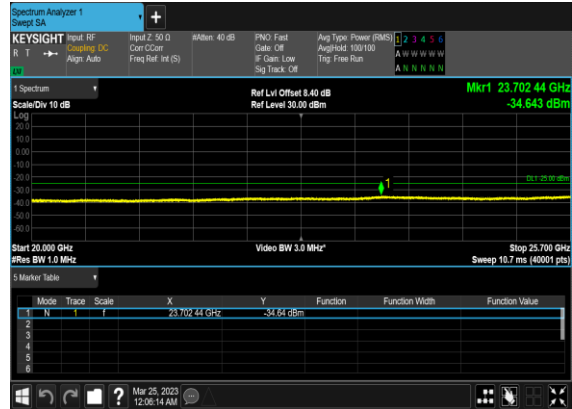 Spectrum Analyzer 1
Swept SA
+
KEYSIGHT Input: RF Input Z: 50 Ω #Atten: 40 dB PNO: Fast Avg Type: Power (RMS) 1 2 3 4 5 6
R T Coupling: DC Corr CCorr Gate: Off Avg|Hold: 100/100 A W W W W W
Align: Auto Freq Ref: Int (S) IF Gain: Low Trig: Free Run
Sig Track: Off A N N N N N
1 Spectrum Ref Lvl Offset 8.40 dB Mkr1 23.702 44 GHz
Scale/Div 10 dB Ref Level 30.00 dBm -34.643 dBm
Log
20.0
10.0
0.00
-10.0
-20.0
-30.0
-40.0
-50.0
-60.0
1
DL1 -25.00 dBm
Start 20.000 GHz Video BW 3.0 MHz* Stop 25.700 GHz
#Res BW 1.0 MHz Sweep 10.7 ms (40001 pts)
5 Marker Table
Mode Trace Scale X Y Function Function Width Function Value
1 N 1 f 23.702 44 GHz -34.64 dBm
2
3
4
5
6
? Mar 25, 2023
12:06:14 AM